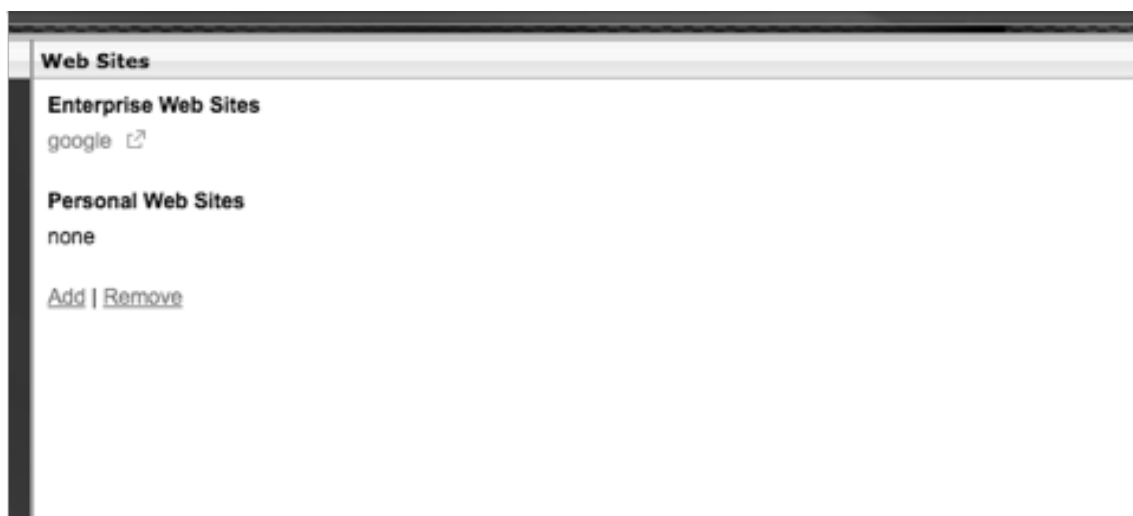 Web Sites
Enterprise Web Sites
google
Personal Web Sites
none
Add | Remove